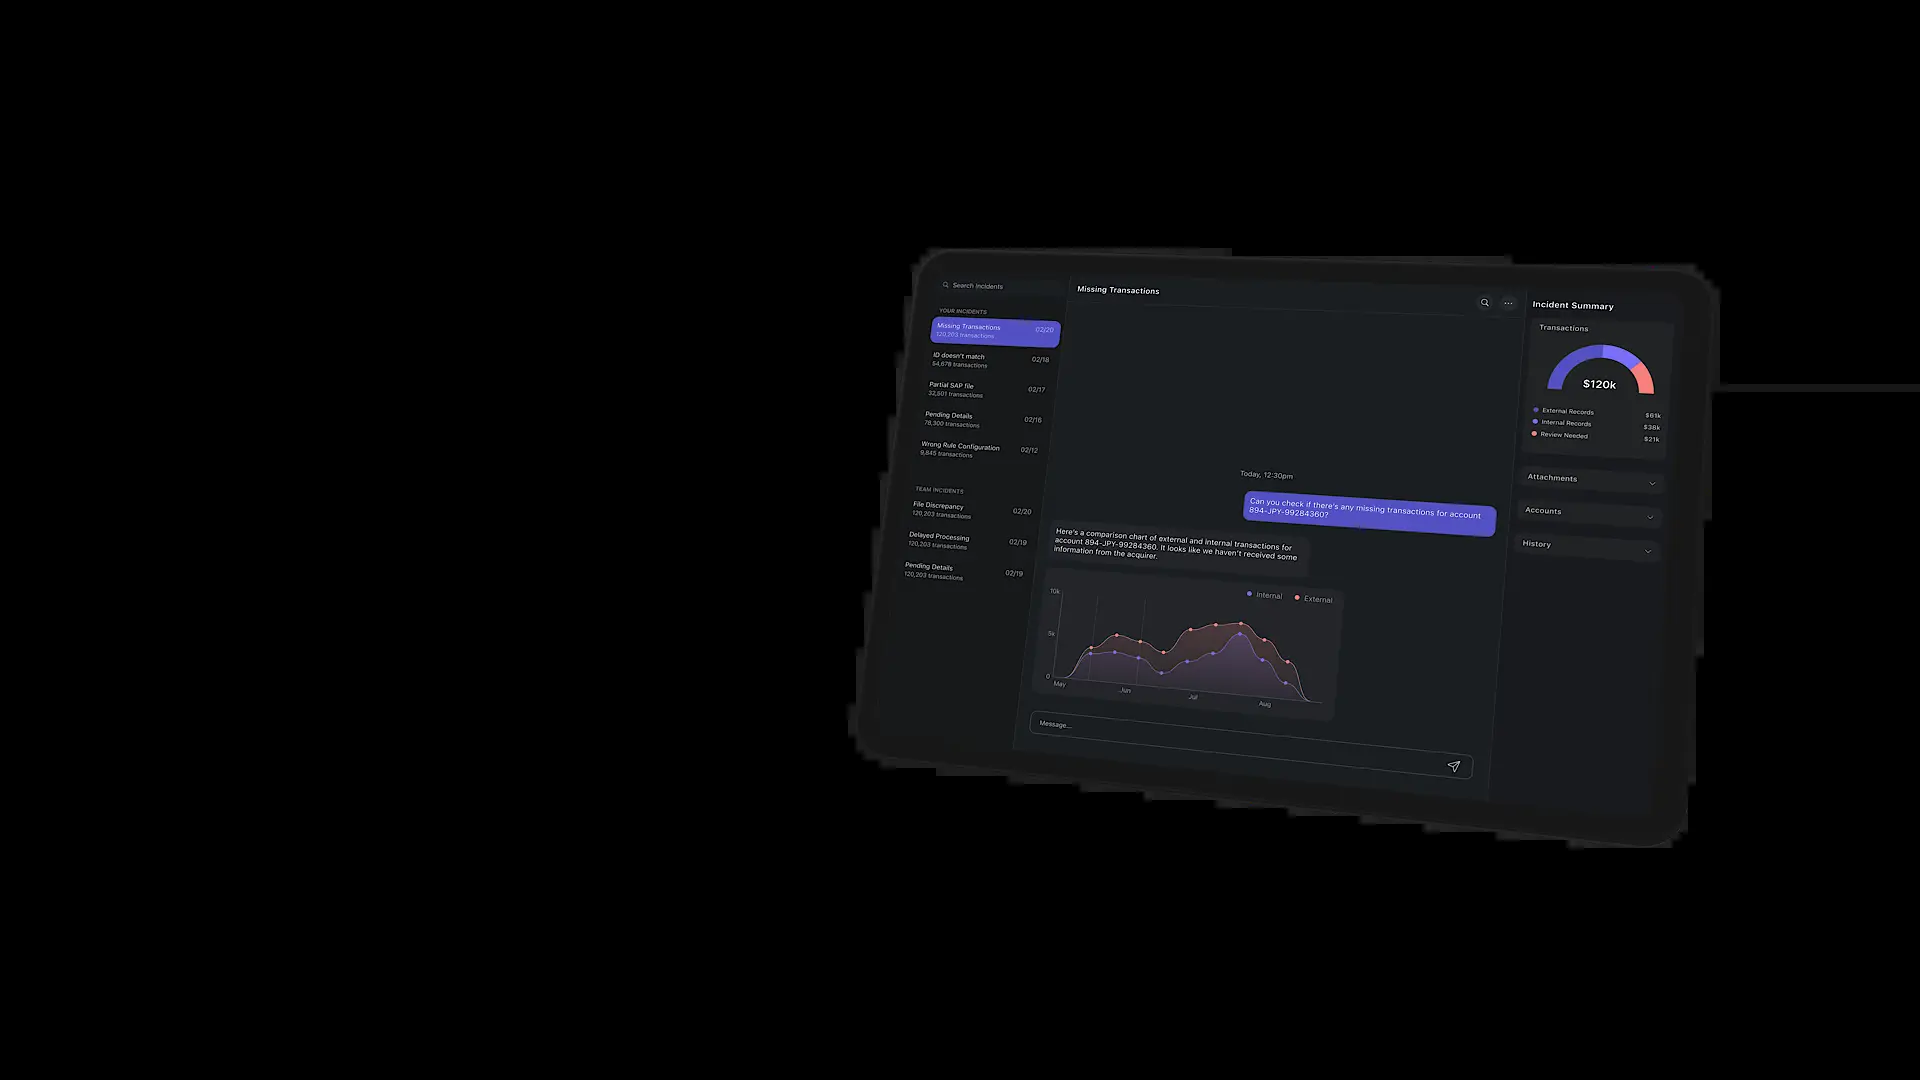 Search incidents
YOUR INCIDENTS
Missing Transactions
02/20
120,203 transactions
ID doesn't match
02/18
54,679 transactions
Partial SAP file
02/17
32,501 transactions
Pending Details
02/16
78,300 transactions
Wrong Rule Configuration
02/12
9,845 transactions
TEAM INCIDENTS
File Discrepancy
02/20
120,203 transactions
Delayed Processing
02/19
120,203 transactions
Pending Details
02/19
120,203 transactions
Missing Transactions
Today, 12:30pm
Can you check if there's any missing transactions for account
894-JPY-99284360?
Here's a comparison chart of external and internal transactions for
account 894-JPY-99284360. It looks like we haven't received some
information from the acquirer.
Internal
External
10k
5k
0
May
Jun
Jul
Aug
Message...
Incident Summary
Transactions
$120k
External Records
$61k
Internal Records
$38k
Review Needed
$21k
Attachments
Accounts
History